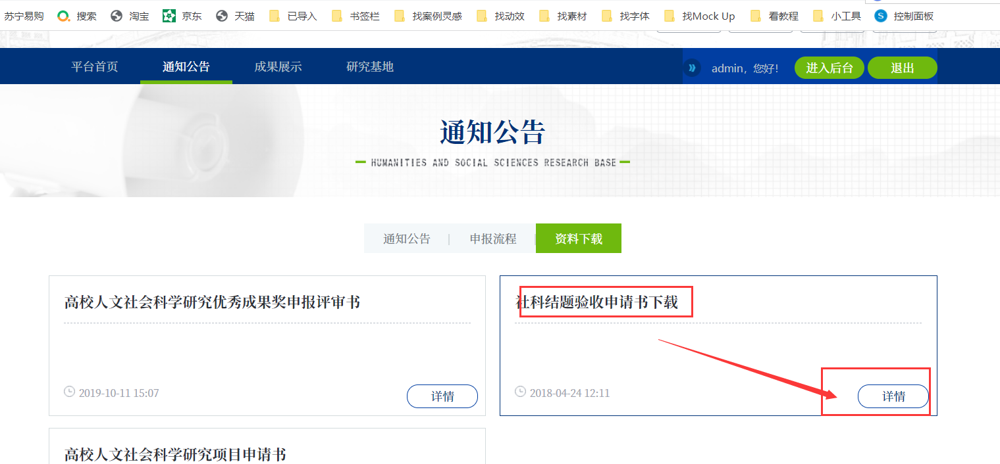 苏宁易购 搜索 淘宝 京东 天猫 已导入 书签栏 找案例灵感 找动效 找素材 找字体 找Mock Up 看教程 小工具 S 控制面板
平台首页 通知公告 成果展示 研究基地 admin，您好！ 进入后台 退出
通知公告
HUMANITIES AND SOCIAL SCIENCES RESEARCH BASE
通知公告 | 申报流程 | 资料下载
高校人文社会科学研究优秀成果奖申报评审书
2019-10-11 15:07 详情
社科结题验收申请书下载
2018-04-24 12:11 详情
高校人文社会科学研究项目申请书